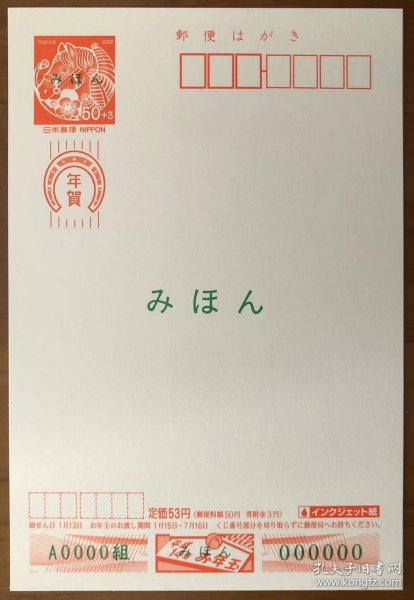 平成14年 2002
みほん
50+3
日本郵便 NIPPON
郵便はがき
年賀
みほん
定価53円 (郵便料額50円 寄附金3円) インクジェット紙
抽せん日 1月13日 お年玉のお渡し期間 1月15日-7月16日 くじ番号部分を切り取らずに郵便局へお持ちください。
A0000組
平成14年 お年玉
みほん
000000
孔夫子旧书网
www.kongfz.com